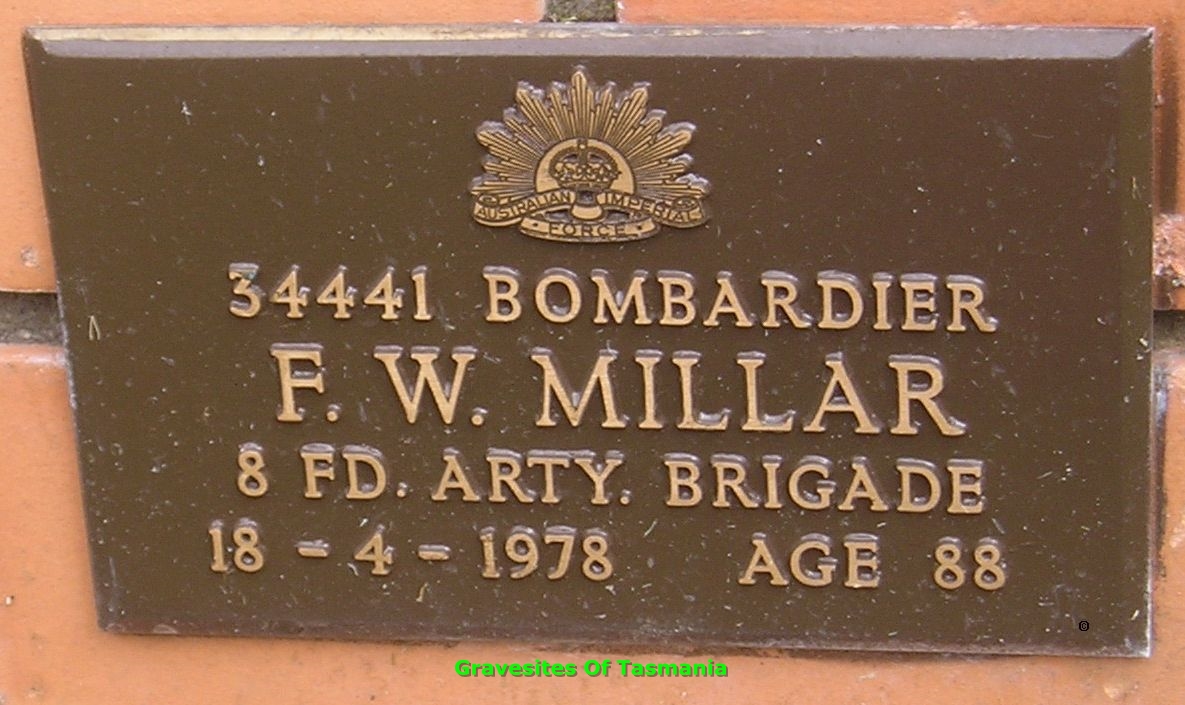 AUSTRALIAN IMPERIAL
FORCE
34441 BOMBARDIER
F. W. MILLAR
8 FD. ARTY. BRIGADE
18 - 4 - 1978 AGE 88
©
Gravesites Of Tasmania